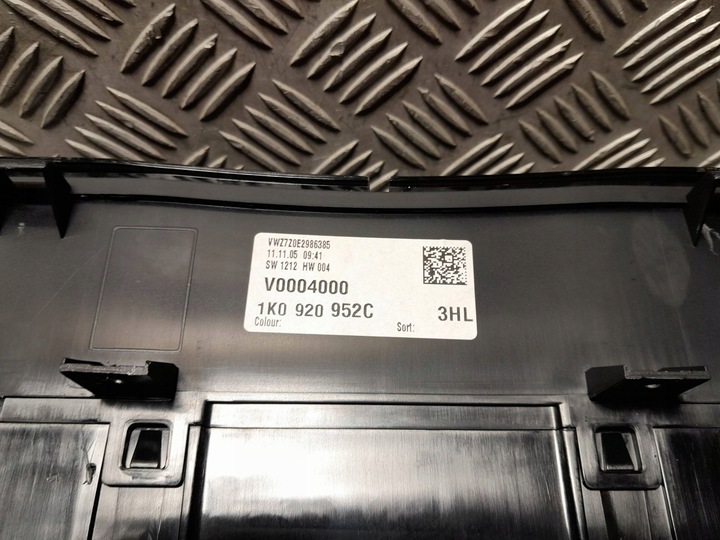 VWZ7Z0E2986385
11.11.05 09:41
SW 1212 HW 004
V0004000
1K0 920 952C
3HL
Colour:
Sort: